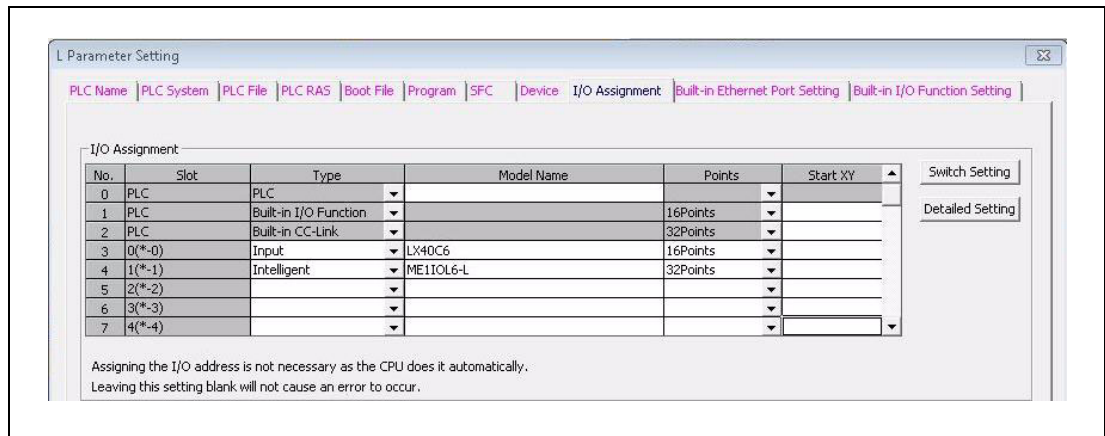 L Parameter Setting
PLC Name PLC System PLC File PLC RAS Boot File Program SFC Device I/O Assignment Built-in Ethernet Port Setting Built-in I/O Function Setting
I/O Assignment
No. Slot Type Model Name Points Start XY
0 PLC PLC
1 PLC Built-in I/O Function 16Points
2 PLC Built-in CC-Link 32Points
3 0(*-0) Input LX40C6 16Points
4 1(*-1) Intelligent ME1IOL6-L 32Points
5 2(*-2)
6 3(*-3)
7 4(*-4)
Switch Setting
Detailed Setting
Assigning the I/O address is not necessary as the CPU does it automatically.
Leaving this setting blank will not cause an error to occur.